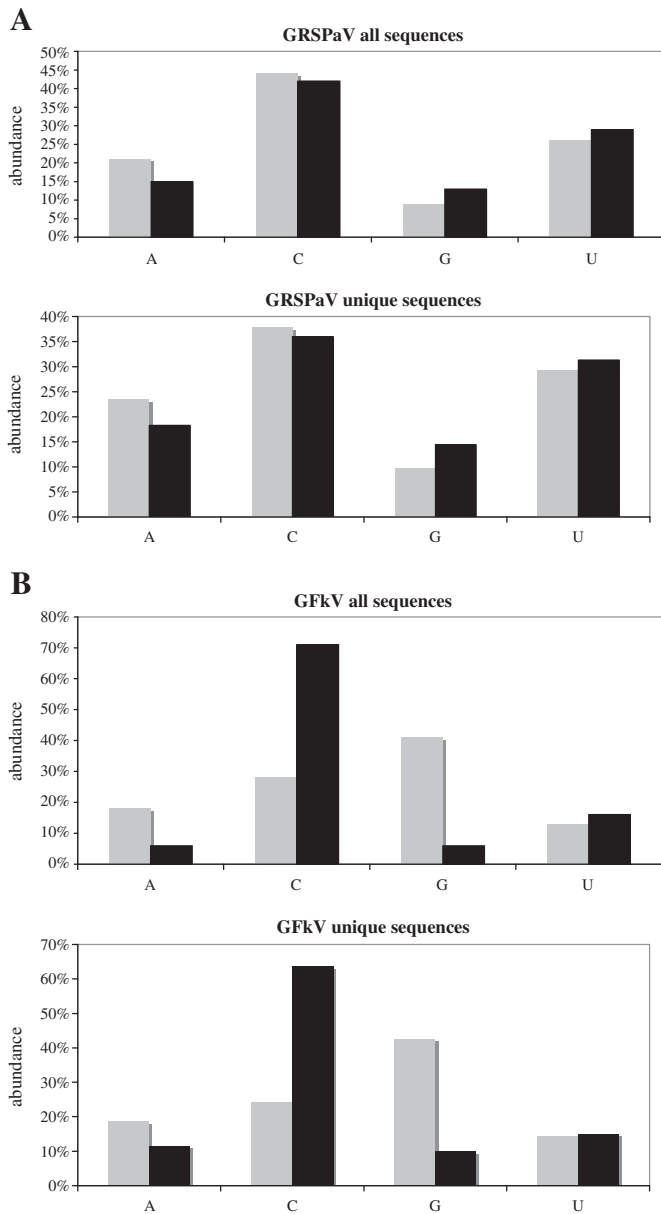 A
GRSPaV all sequences
50%
45%
40%
35%
30%
25%
20%
15%
10%
5%
0%
abundance
A C G U
GRSPaV unique sequences
40%
35%
30%
25%
20%
15%
10%
5%
0%
abundance
A C G U
B
GFkV all sequences
80%
70%
60%
50%
40%
30%
20%
10%
0%
abundance
A C G U
GFkV unique sequences
70%
60%
50%
40%
30%
20%
10%
0%
abundance
A C G U